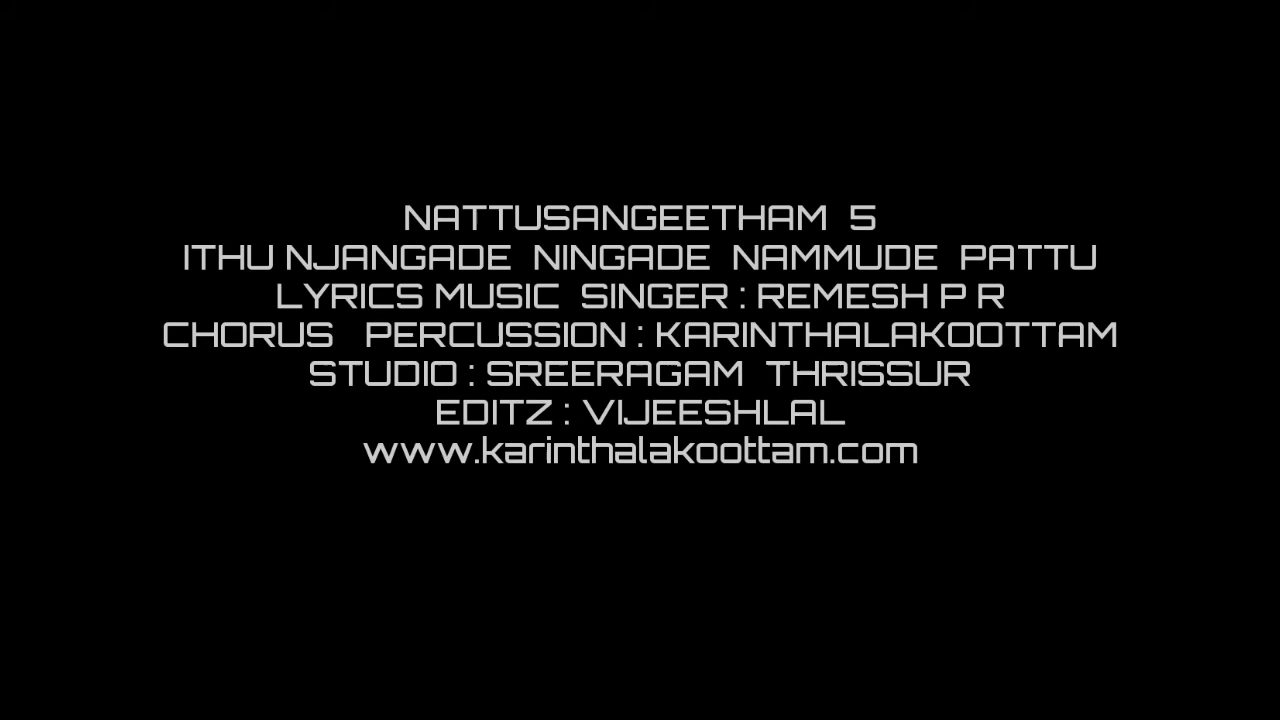 NATTUSANGEETHAM 5
ITHU NJANGADE NINGADE NAMMUDE PATTU
LYRICS MUSIC SINGER : REMESH P R
CHORUS PERCUSSION : KARINTHALAKOOTTAM
STUDIO : SREERAGAM THRISSUR
EDITZ : VIJEESHLAL
www.karinthalakoottam.com